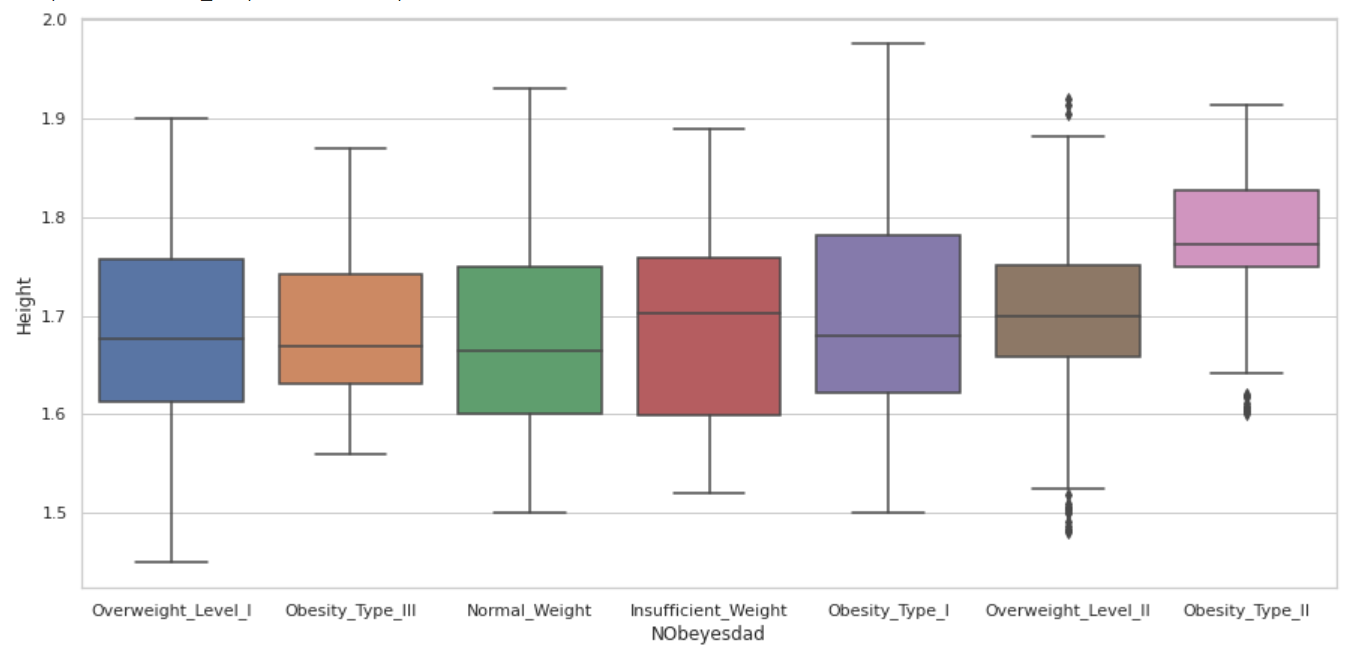 2.0
1.9
1.8
1.7
1.6
1.5
Height
Overweight_Level_I Obesity_Type_III Normal_Weight Insufficient_Weight Obesity_Type_I Overweight_Level_II Obesity_Type_II
NObeyesdad